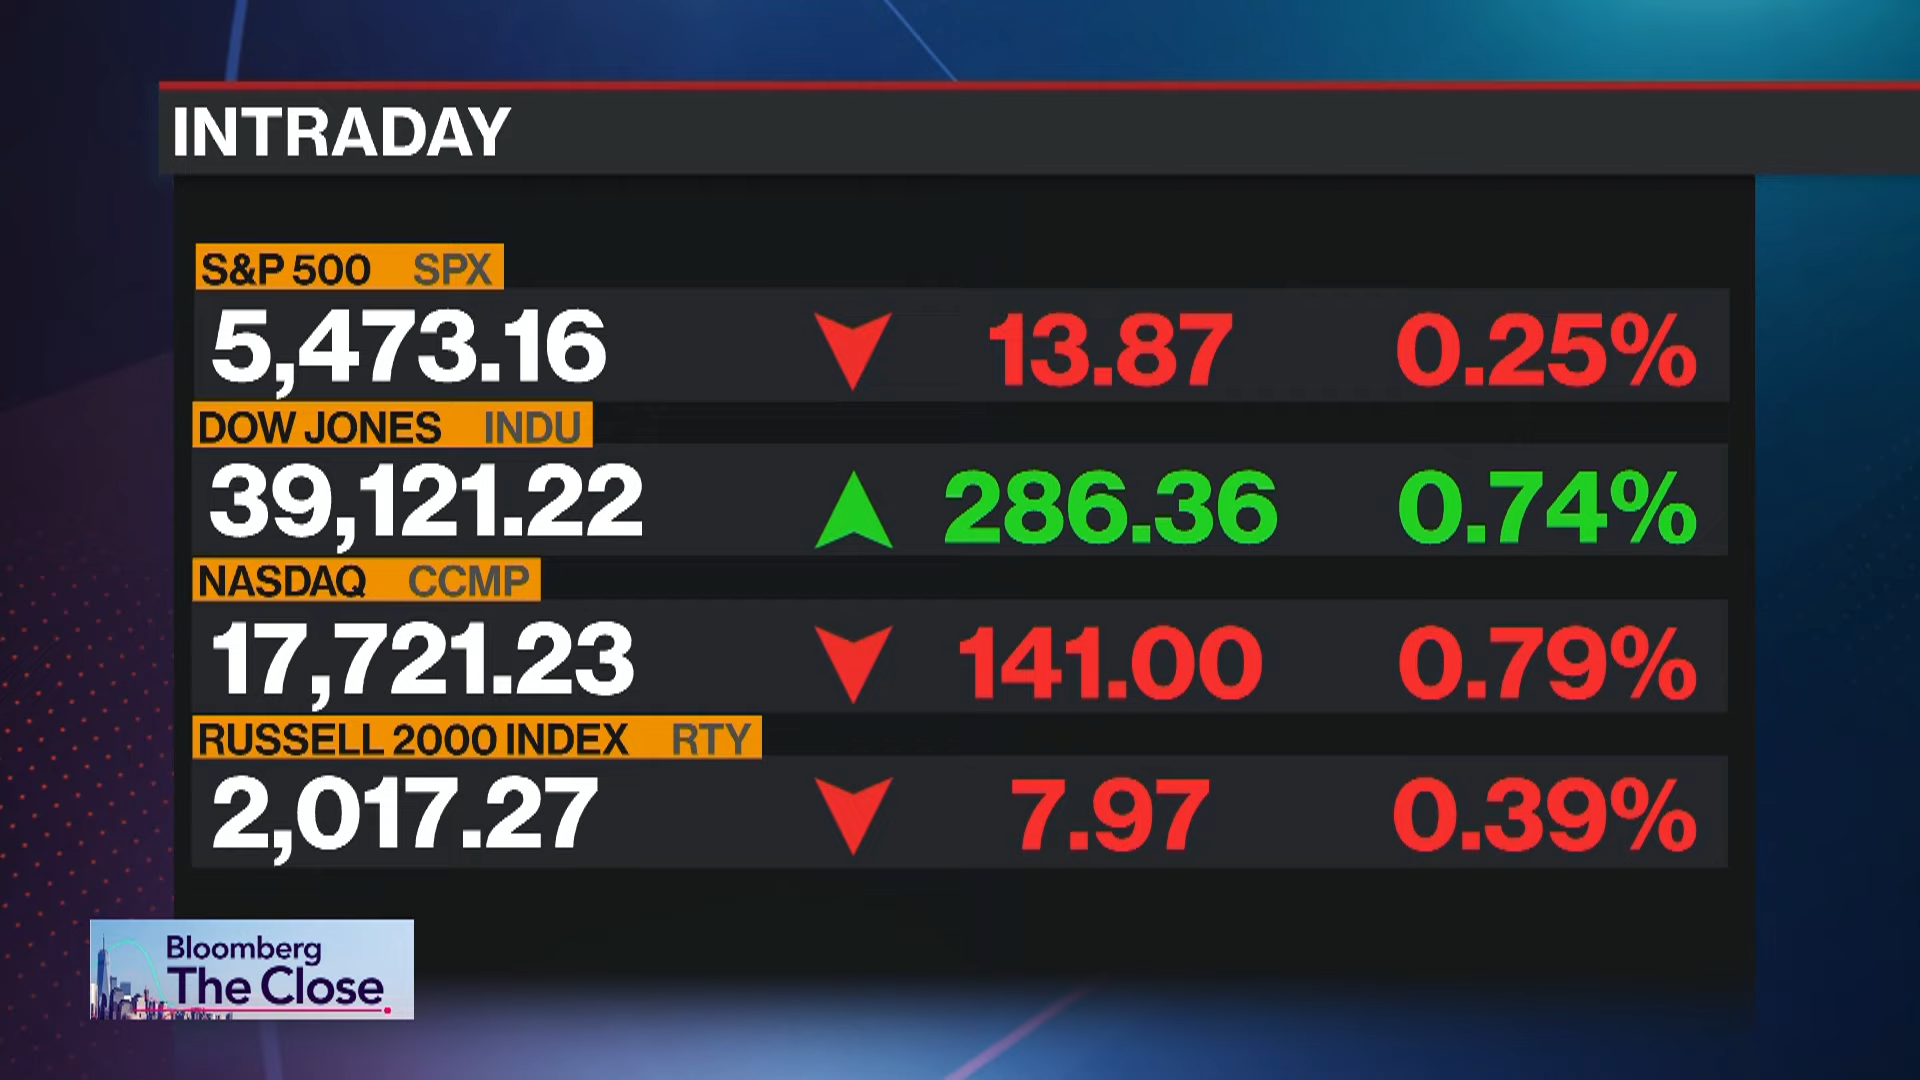 INTRADAY
S&P 500 SPX
5,473.16 13.87 0.25%
DOW JONES INDU
39,121.22 286.36 0.74%
NASDAQ CCMP
17,721.23 141.00 0.79%
RUSSELL 2000 INDEX RTY
2,017.27 7.97 0.39%
Bloomberg
The Close